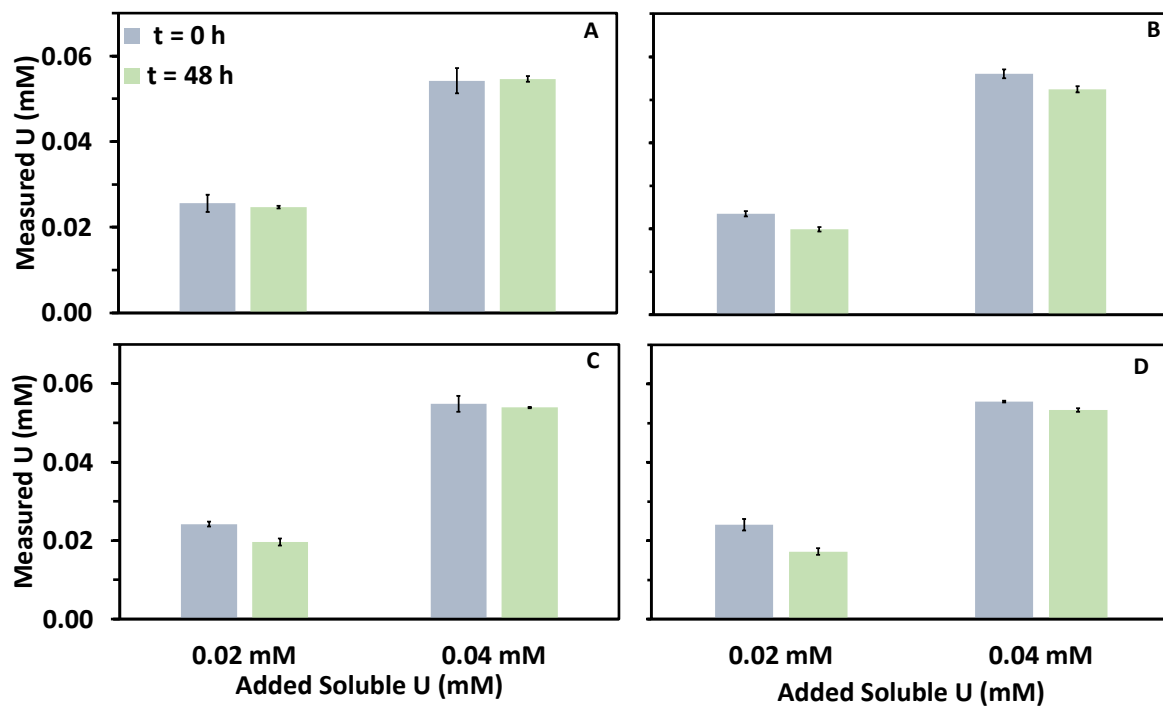 t = 0 h
t = 48 h
A
B
Measured U (mM)
0.06
0.04
0.02
0.00
C
D
Measured U (mM)
0.06
0.04
0.02
0.00
0.02 mM 0.04 mM
Added Soluble U (mM)
0.02 mM 0.04 mM
Added Soluble U (mM)